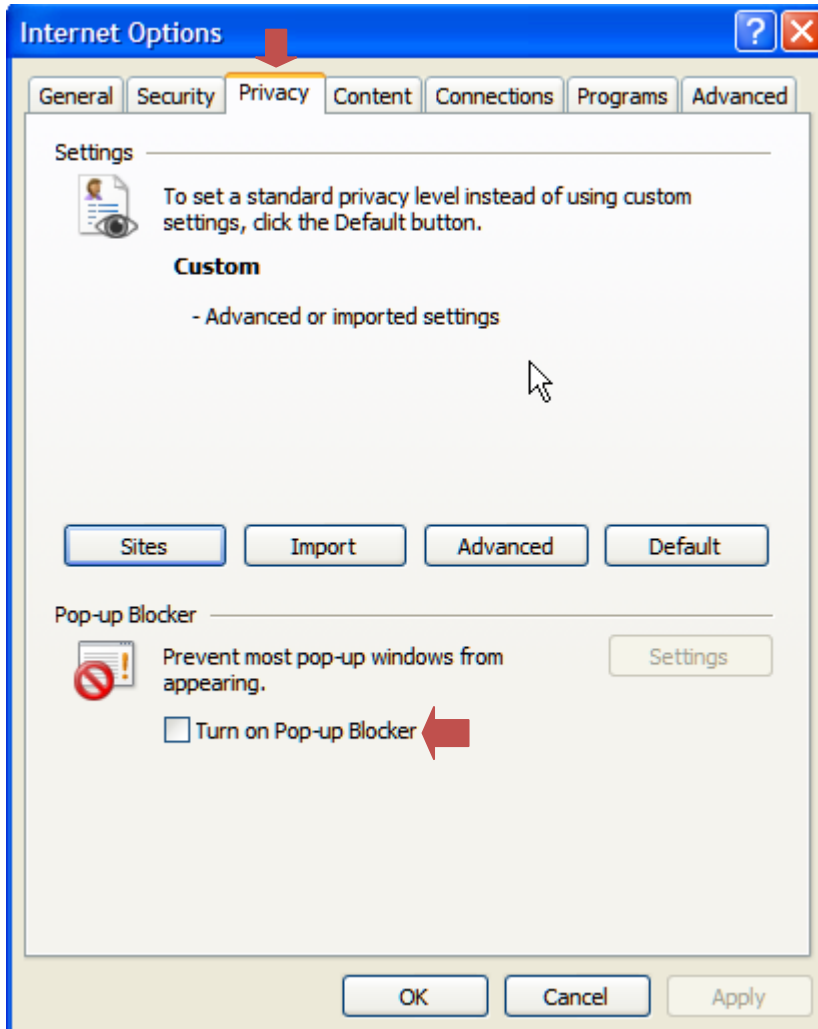 Internet Options
General Security Privacy Content Connections Programs Advanced
Settings
To set a standard privacy level instead of using custom
settings, click the Default button.
Custom
- Advanced or imported settings
Sites Import Advanced Default
Pop-up Blocker
Prevent most pop-up windows from
appearing.
Settings
Turn on Pop-up Blocker
OK Cancel Apply